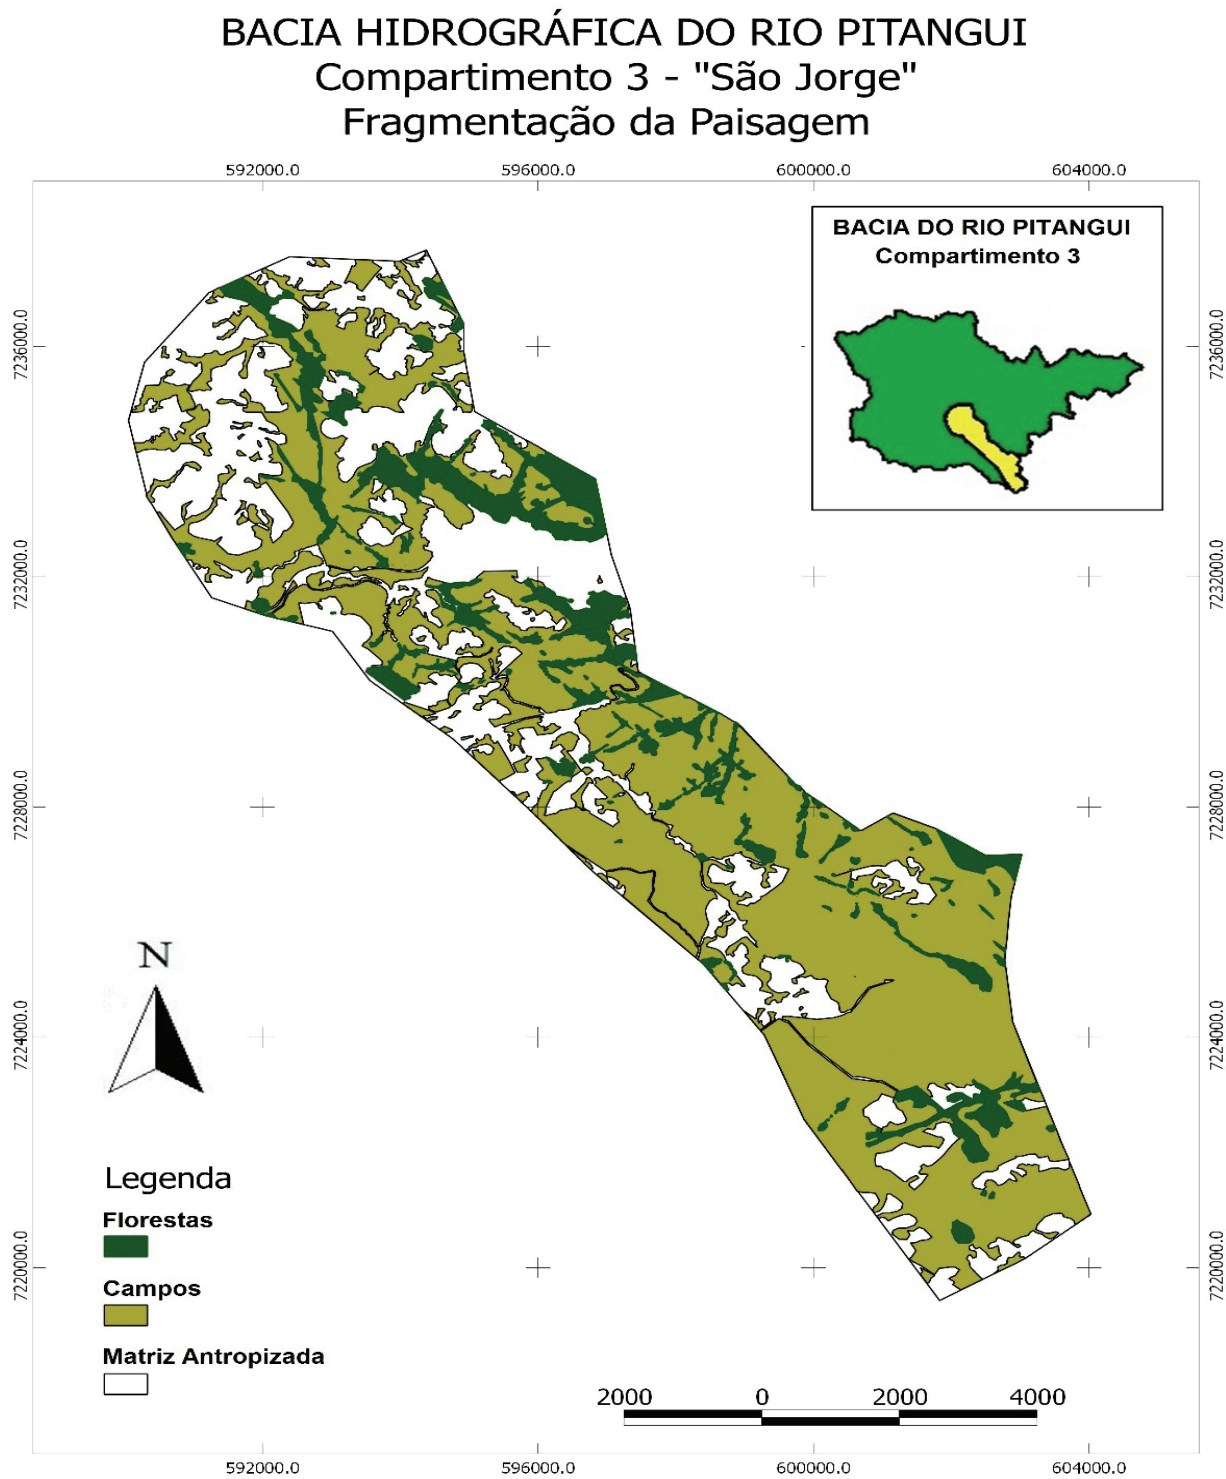 BACIA HIDROGRÁFICA DO RIO PITANGUI
Compartimento 3 - "São Jorge"
Fragmentação da Paisagem
592000.0 596000.0 600000.0 604000.0
BACIA DO RIO PITANGUI
Compartimento 3
7236000.0 7236000.0
7232000.0 7232000.0
7228000.0 7228000.0
N
7224000.0 7224000.0
Legenda
Florestas
7220000.0 7220000.0
Campos
Matriz Antropizada
2000 0 2000 4000
592000.0 596000.0 600000.0 604000.0